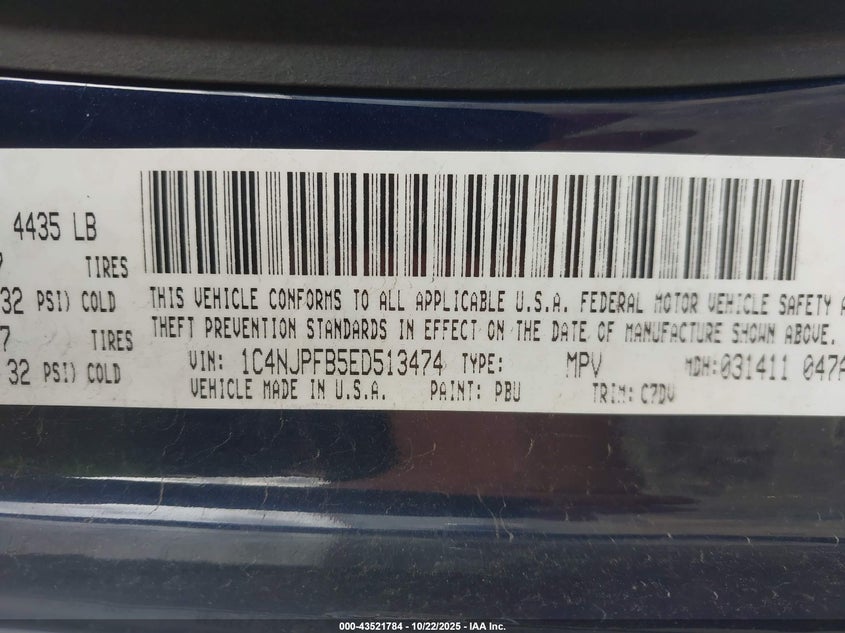 4435 LB
7 TIRES
32 PSI) COLD
7 TIRES
32 PSI) COLD
THIS VEHICLE CONFORMS TO ALL APPLICABLE U.S.A. FEDERAL MOTOR VEHICLE SAFETY A
THEFT PREVENTION STANDARDS IN EFFECT ON THE DATE OF MANUFACTURE SHOWN ABOVE.
VIN: 1C4NJPFB5ED513474 TYPE: MPV MDH:031411 047A
VEHICLE MADE IN U.S.A. PAINT: PBU TRIM: C7DV
000-43521784 - 10/22/2025 - IAA Inc.